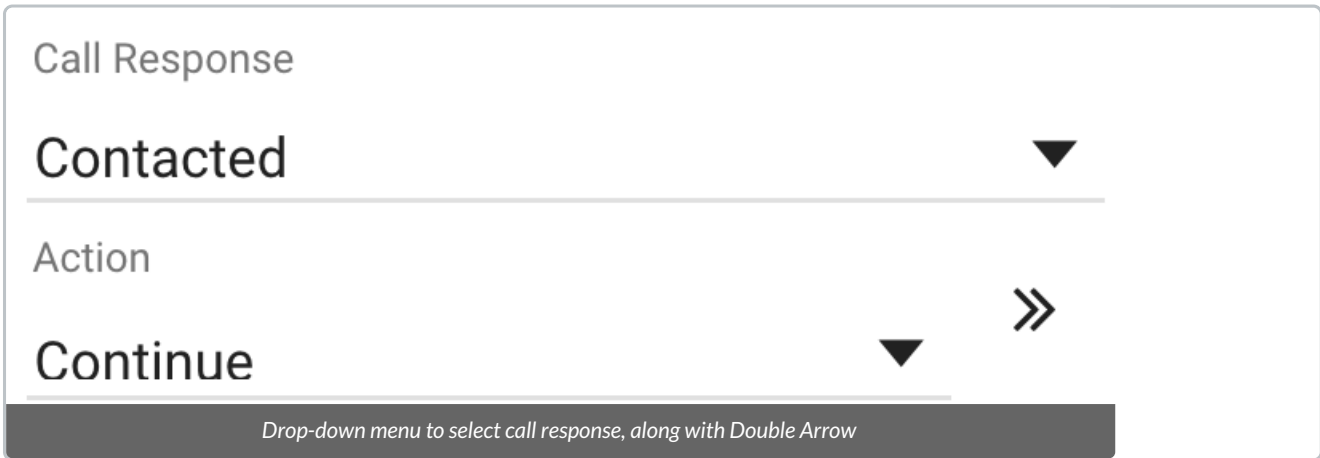 Call Response
Contacted
Action
Continue
Drop-down menu to select call response, along with Double Arrow